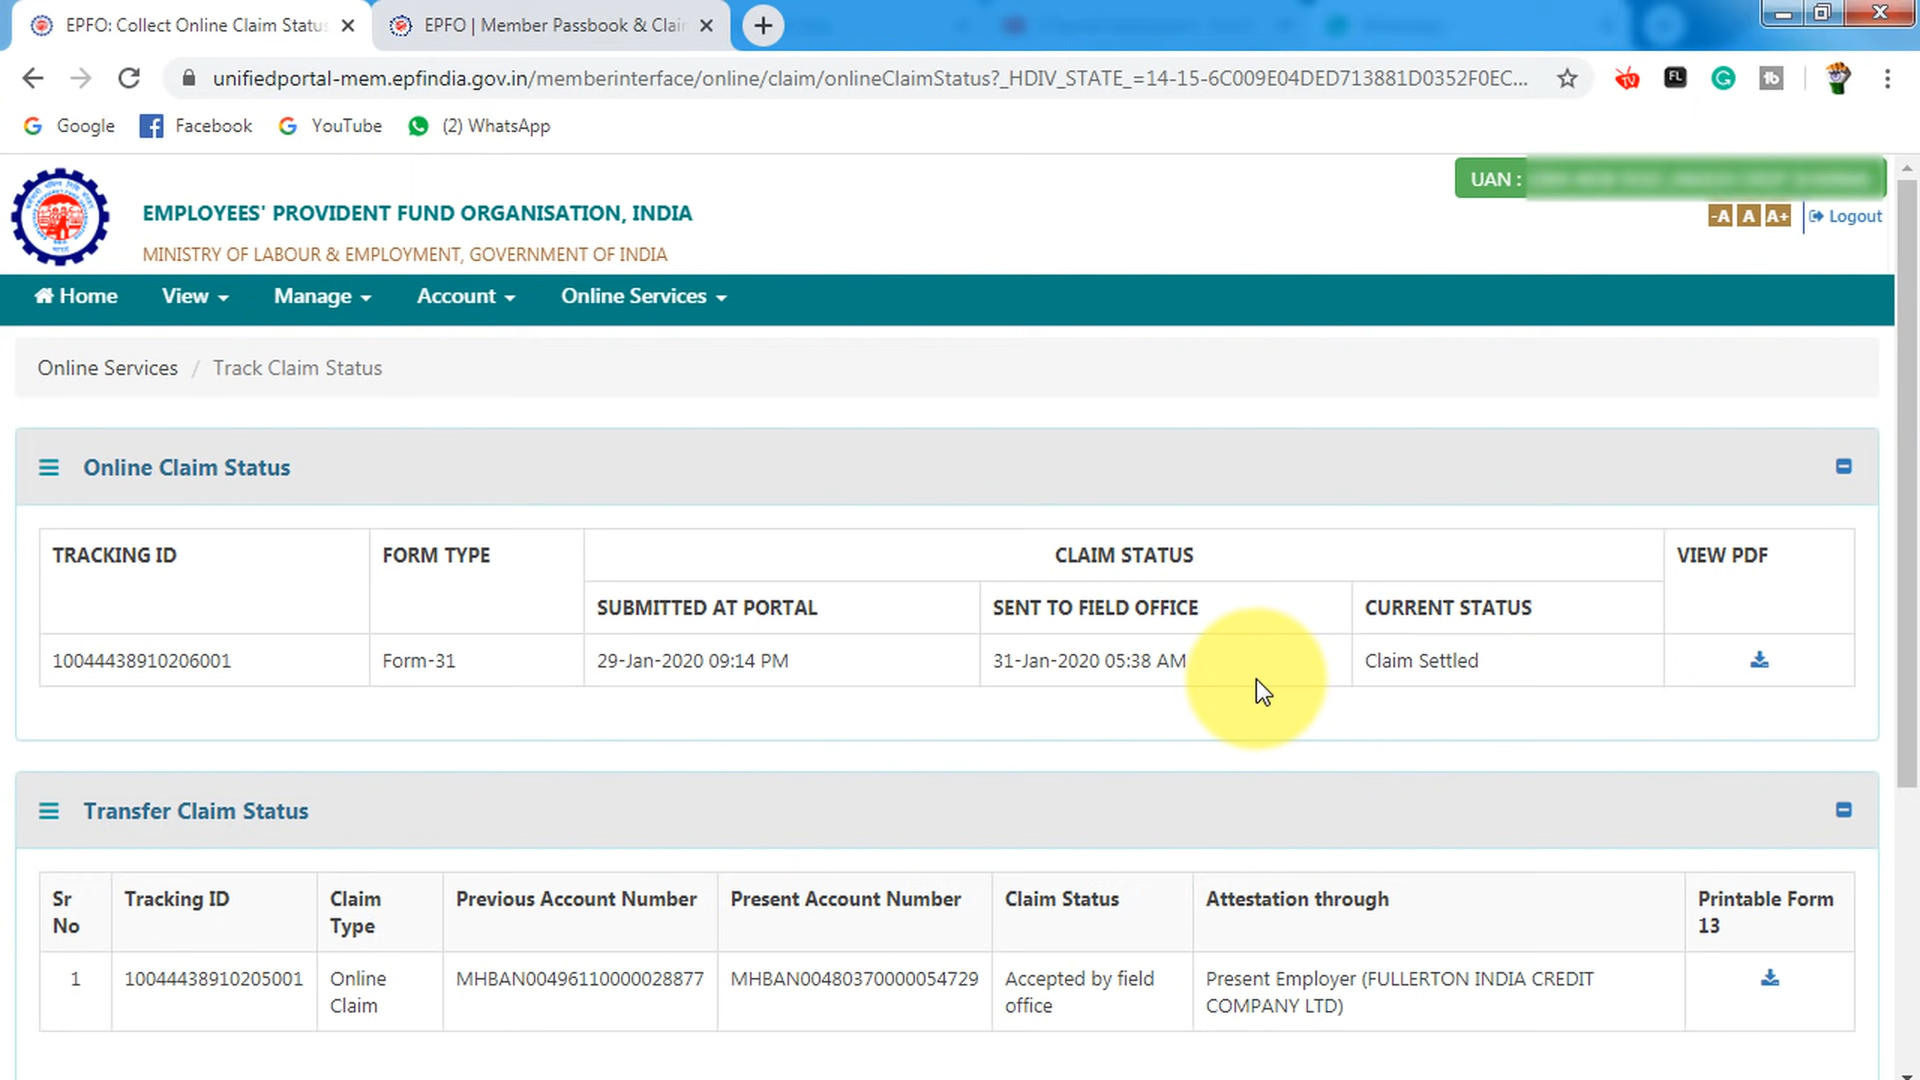 EPFO: Collect Online Claim Status
EPFO | Member Passbook & Clai
unifiedportal-mem.epfindia.gov.in/memberinterface/online/claim/onlineClaimStatus?_HDIV_STATE_=14-15-6C009E04DED713881D0352F0EC...
Google Facebook YouTube (2) WhatsApp
UAN :
EMPLOYEES' PROVIDENT FUND ORGANISATION, INDIA
-A A A+ Logout
MINISTRY OF LABOUR & EMPLOYMENT, GOVERNMENT OF INDIA
Home View Manage Account Online Services
Online Services / Track Claim Status
Online Claim Status
TRACKING ID FORM TYPE CLAIM STATUS VIEW PDF
SUBMITTED AT PORTAL SENT TO FIELD OFFICE CURRENT STATUS
10044438910206001 Form-31 29-Jan-2020 09:14 PM 31-Jan-2020 05:38 AM Claim Settled
Transfer Claim Status
Sr Tracking ID Claim Previous Account Number Present Account Number Claim Status Attestation through Printable Form
No Type 13
1 10044438910205001 Online MHBAN00496110000028877 MHBAN00480370000054729 Accepted by field Present Employer (FULLERTON INDIA CREDIT
Claim office COMPANY LTD)